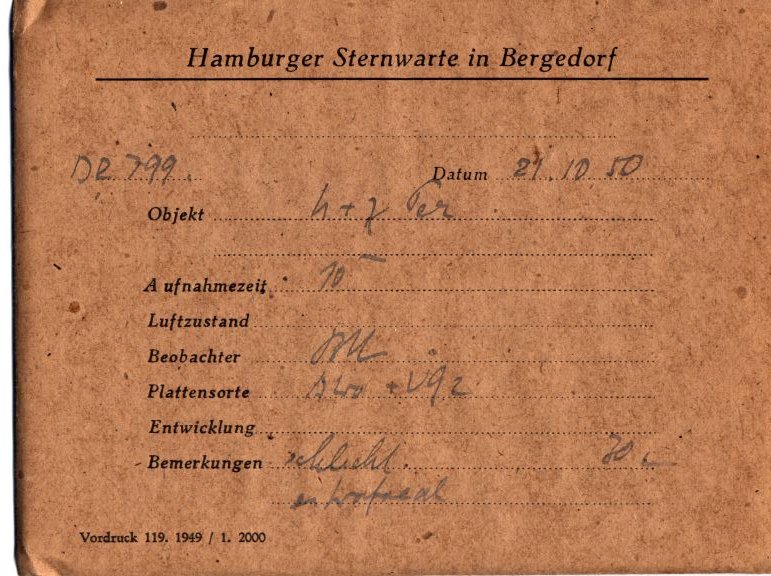 Hamburger Sternwarte in Bergedorf
DR 799. Datum 21.10.50
Objekt h + χ Per
Aufnahmezeit 10
Luftzustand
Beobachter
Plattensorte + VG2
Entwicklung
Bemerkungen schlecht.
Vordruck 119. 1949 / 1. 2000